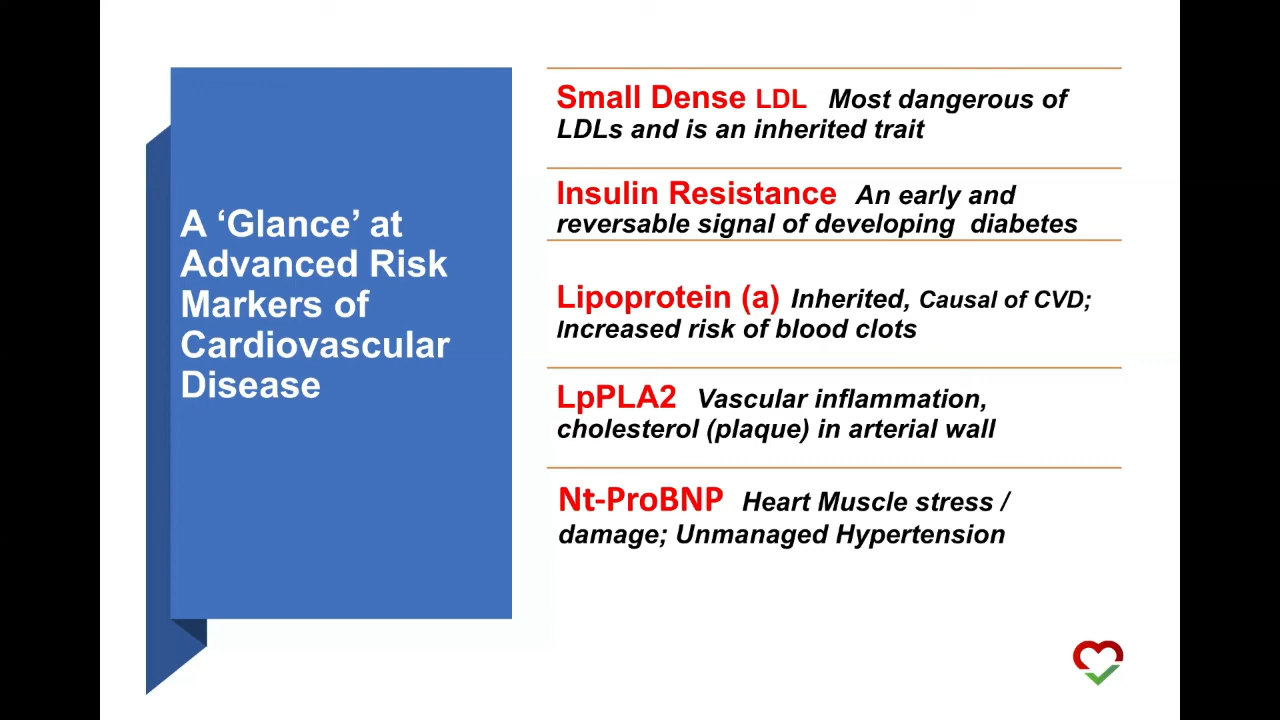 A ‘Glance’ at
Advanced Risk
Markers of
Cardiovascular
Disease
Small Dense LDL Most dangerous of
LDLs and is an inherited trait
Insulin Resistance An early and
reversable signal of developing diabetes
Lipoprotein (a) Inherited, Causal of CVD;
Increased risk of blood clots
LpPLA2 Vascular inflammation,
cholesterol (plaque) in arterial wall
Nt-ProBNP Heart Muscle stress /
damage; Unmanaged Hypertension